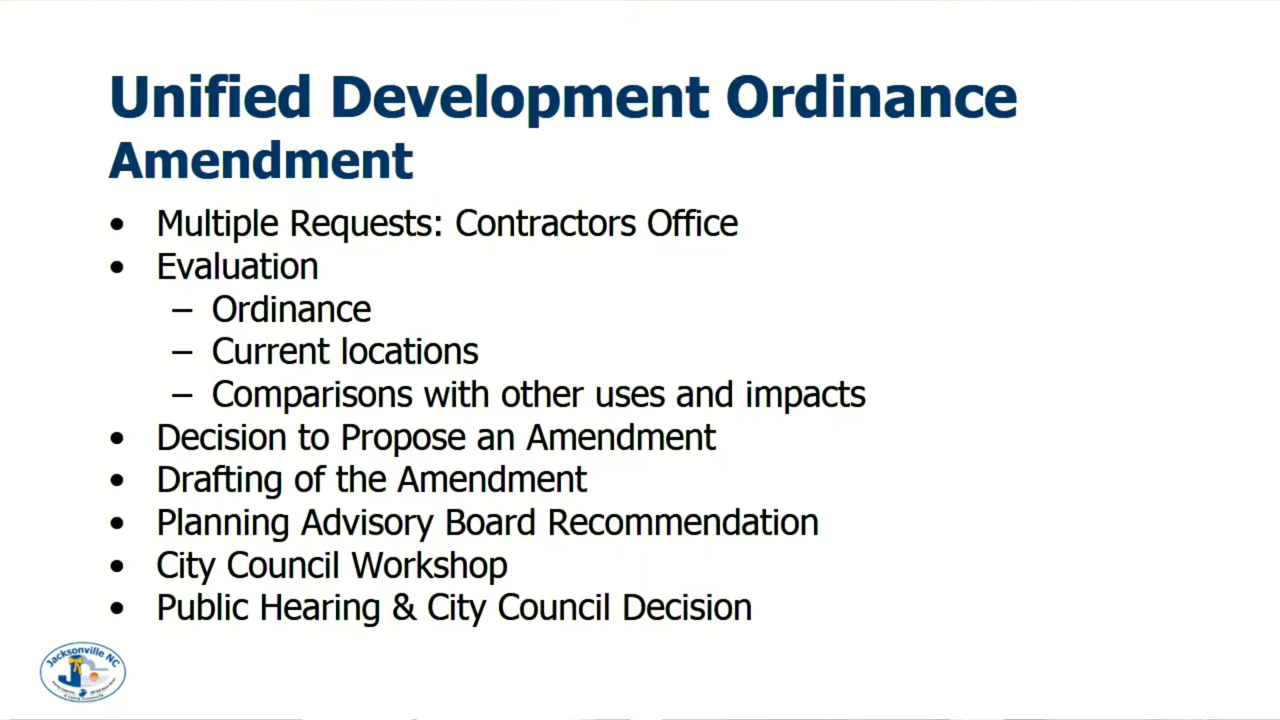 Unified Development Ordinance
Amendment
• Multiple Requests: Contractors Office
• Evaluation
– Ordinance
– Current locations
– Comparisons with other uses and impacts
• Decision to Propose an Amendment
• Drafting of the Amendment
• Planning Advisory Board Recommendation
• City Council Workshop
• Public Hearing & City Council Decision
Jacksonville NC